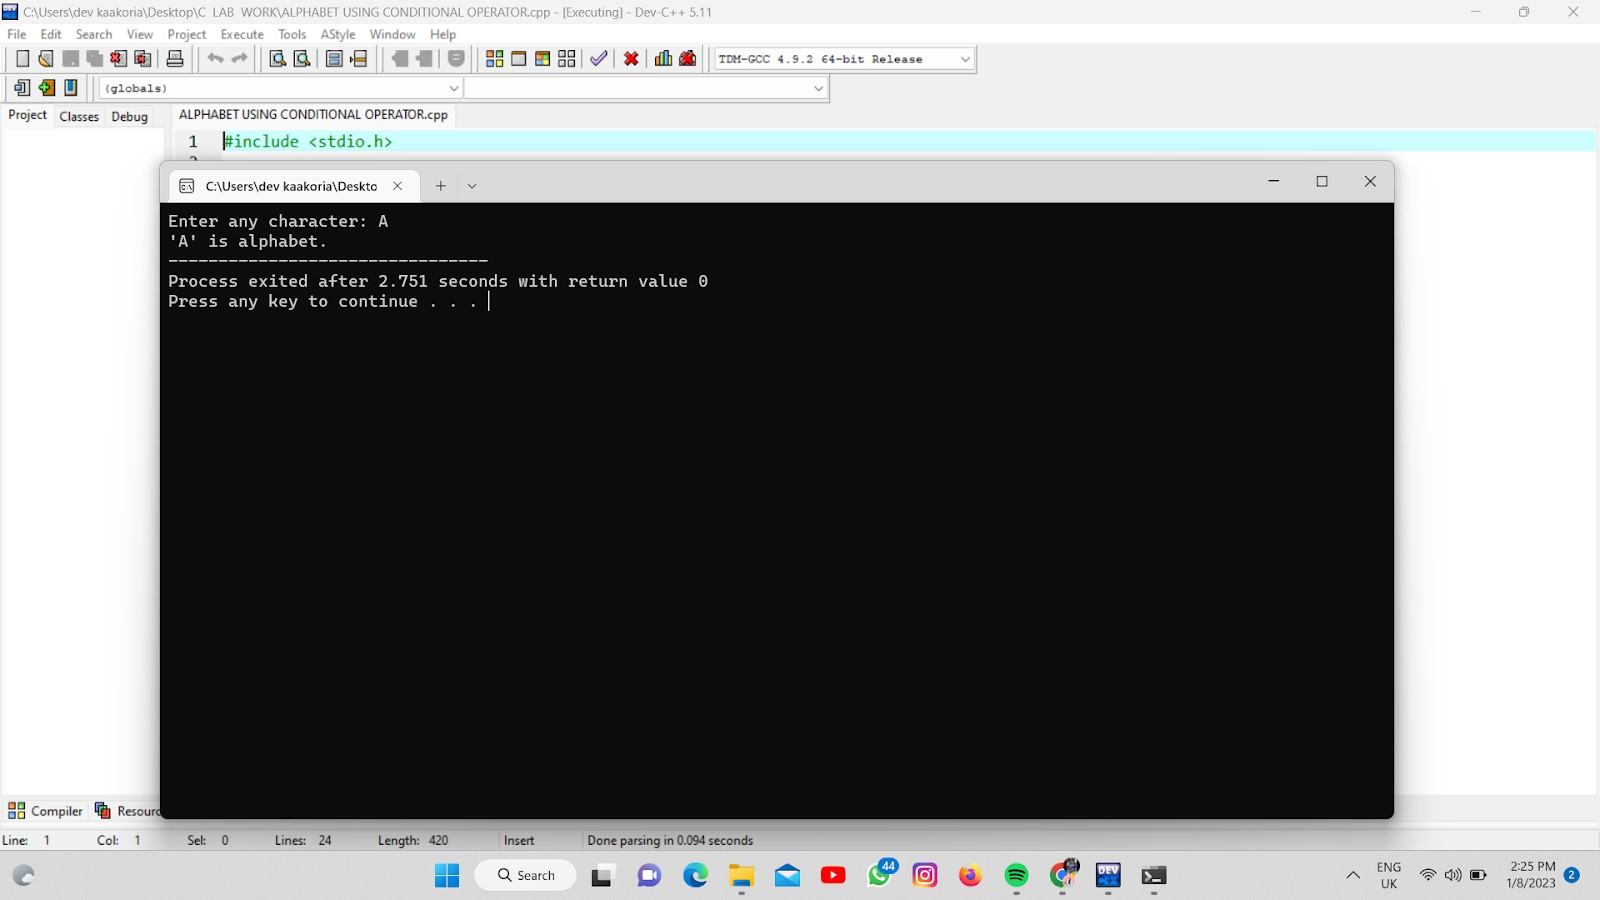 C:\Users\dev kaakoria\Desktop\C LAB WORK\ALPHABET USING CONDITIONAL OPERATOR.cpp - [Executing] - Dev-C++ 5.11
File Edit Search View Project Execute Tools AStyle Window Help
TDM-GCC 4.9.2 64-bit Release
(globals)
Project Classes Debug
ALPHABET USING CONDITIONAL OPERATOR.cpp
1 #include <stdio.h>
C:\Users\dev kaakoria\Deskto
Enter any character: A
'A' is alphabet.
--------------------------------
Process exited after 2.751 seconds with return value 0
Press any key to continue . . .
Compiler Resourc
Line: 1 Col: 1 Sel: 0 Lines: 24 Length: 420 Insert Done parsing in 0.094 seconds
Search
44
DEV
ENG
UK
2:25 PM
1/8/2023
2